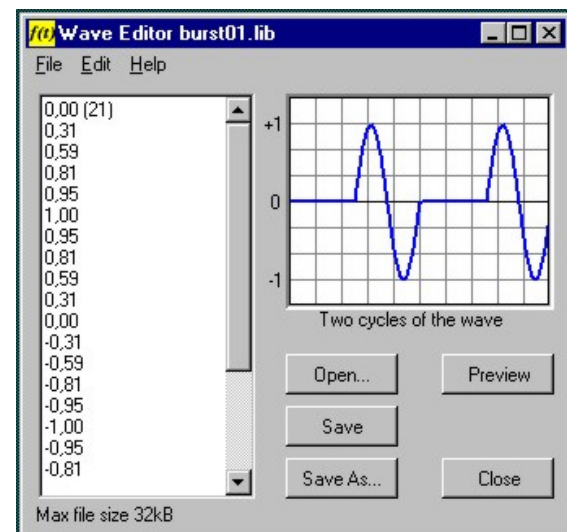 f(t) Wave Editor burst01.lib
File Edit Help
0,00 (21)
0,31
0,59
0,81
0,95
1,00
0,95
0,81
0,59
0,31
0,00
-0,31
-0,59
-0,81
-0,95
-1,00
-0,95
-0,81
Max file size 32kB
+1
0
-1
Two cycles of the wave
Open...
Preview
Save
Save As...
Close